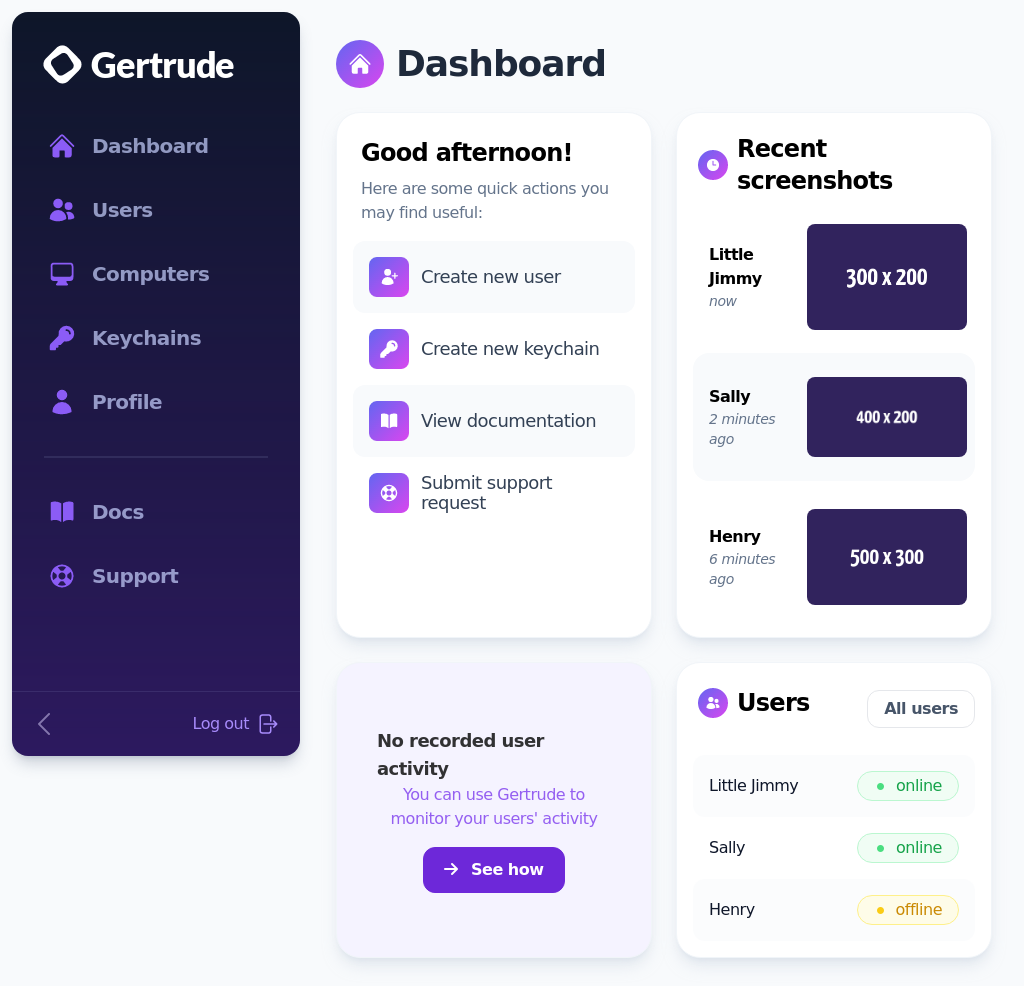 Gertrude
Dashboard
Users
Computers
Keychains
Profile
Docs
Support
Log out
Dashboard
Good afternoon!
Here are some quick actions you
may find useful:
Create new user
Create new keychain
View documentation
Submit support
request
Recent
screenshots
Little
Jimmy
now
300 x 200
Sally
2 minutes
ago
400 x 200
Henry
6 minutes
ago
500 x 300
No recorded user
activity
You can use Gertrude to
monitor your users' activity
See how
Users
All users
Little Jimmy
online
Sally
online
Henry
offline